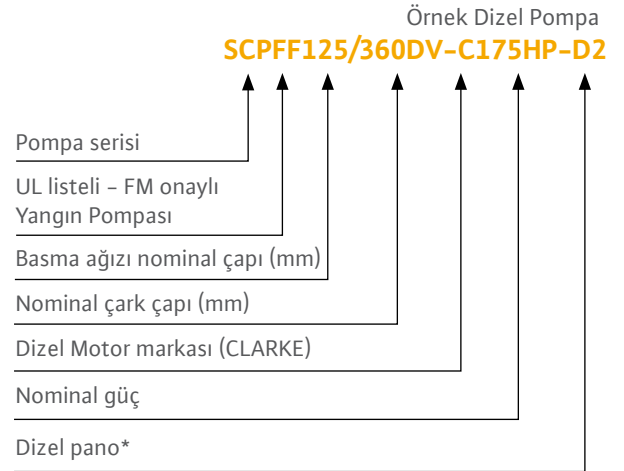 Örnek Dizel Pompa
SCPFF125/360DV-C175HP-D2
Pompa serisi
UL listeli – FM onaylı
Yangın Pompası
Basma ağızı nominal çapı (mm)
Nominal çark çapı (mm)
Dizel Motor markası (CLARKE)
Nominal güç
Dizel pano*